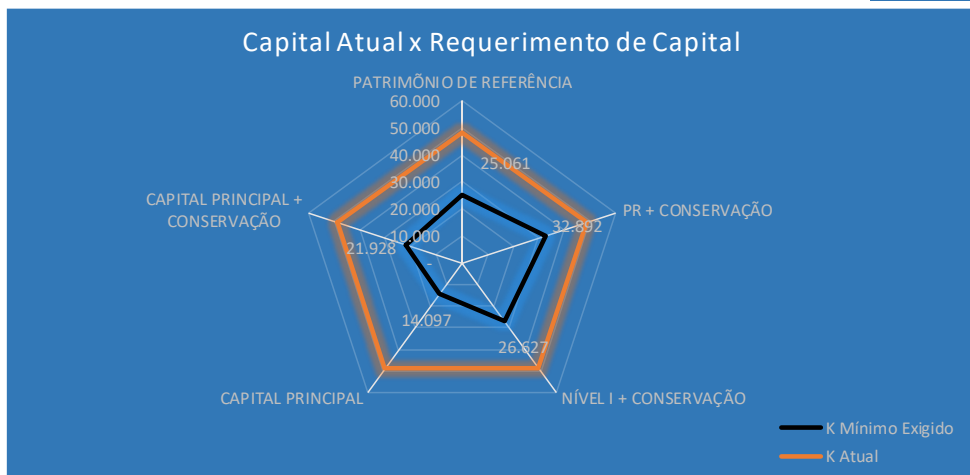 Capital Atual x Requerimento de Capital
PATRIMÕNIO DE REFERÊNCIA
60.000
50.000
40.000
30.000
20.000
10.000
-
25.061
32.892
26.627
14.097
21.928
PR + CONSERVAÇÃO
NÍVEL I + CONSERVAÇÃO
CAPITAL PRINCIPAL
CAPITAL PRINCIPAL +
CONSERVAÇÃO
K Mínimo Exigido
K Atual